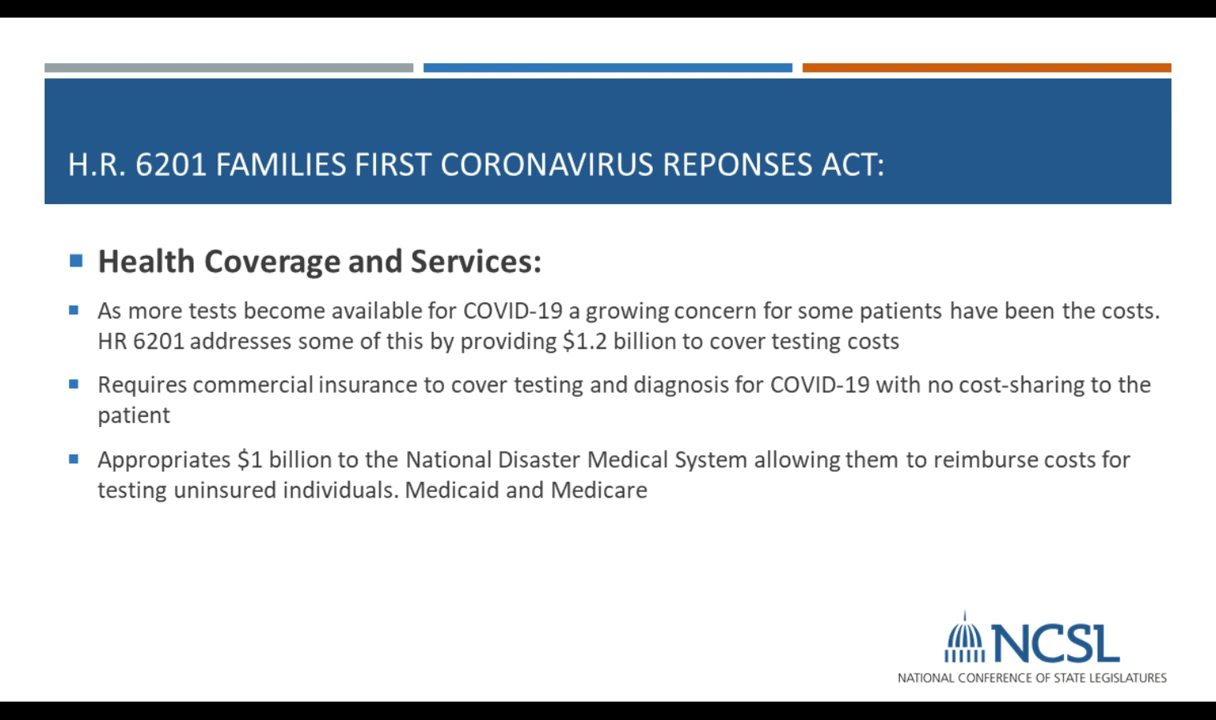 H.R. 6201 FAMILIES FIRST CORONAVIRUS REPONSES ACT:
Health Coverage and Services:
As more tests become available for COVID-19 a growing concern for some patients have been the costs.
HR 6201 addresses some of this by providing $1.2 billion to cover testing costs
Requires commercial insurance to cover testing and diagnosis for COVID-19 with no cost-sharing to the
patient
Appropriates $1 billion to the National Disaster Medical System allowing them to reimburse costs for
testing uninsured individuals. Medicaid and Medicare
NCSL
NATIONAL CONFERENCE OF STATE LEGISLATURES